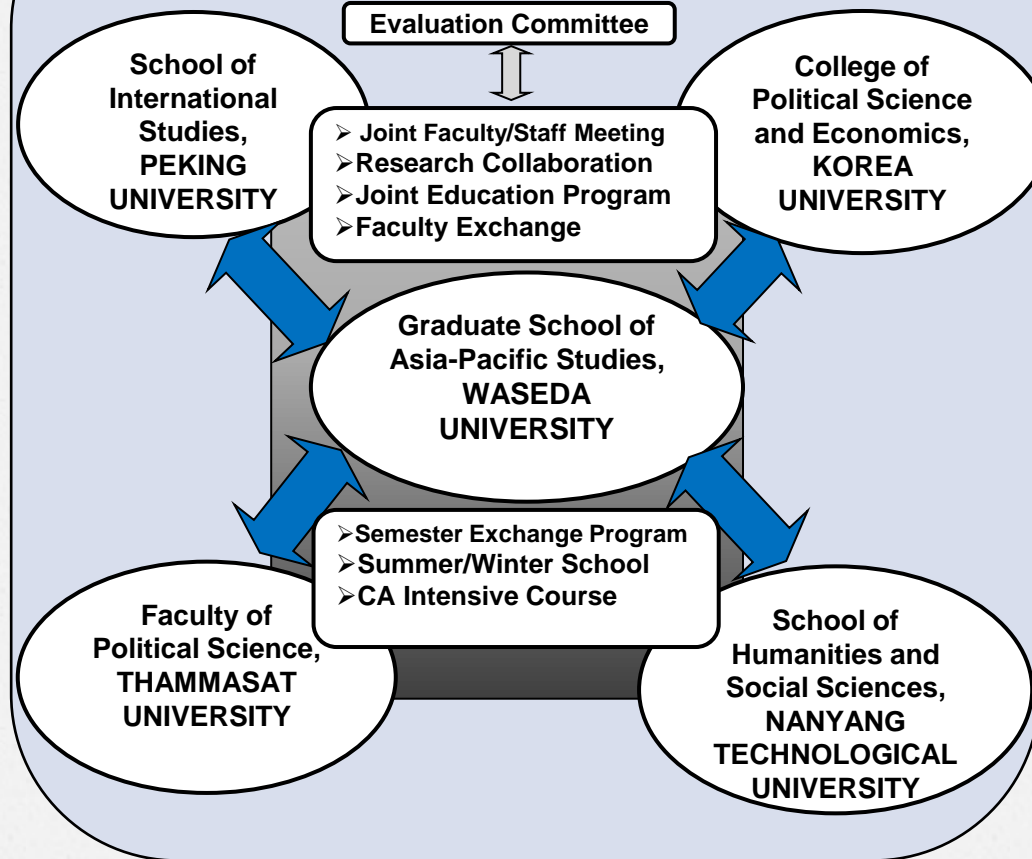 Evaluation Committee
School of
International
Studies,
PEKING
UNIVERSITY
College of
Political Science
and Economics,
KOREA
UNIVERSITY
➢ Joint Faculty/Staff Meeting
➢Research Collaboration
➢Joint Education Program
➢Faculty Exchange
Graduate School of
Asia-Pacific Studies,
WASEDA
UNIVERSITY
➢Semester Exchange Program
➢Summer/Winter School
➢CA Intensive Course
Faculty of
Political Science,
THAMMASAT
UNIVERSITY
School of
Humanities and
Social Sciences,
NANYANG
TECHNOLOGICAL
UNIVERSITY